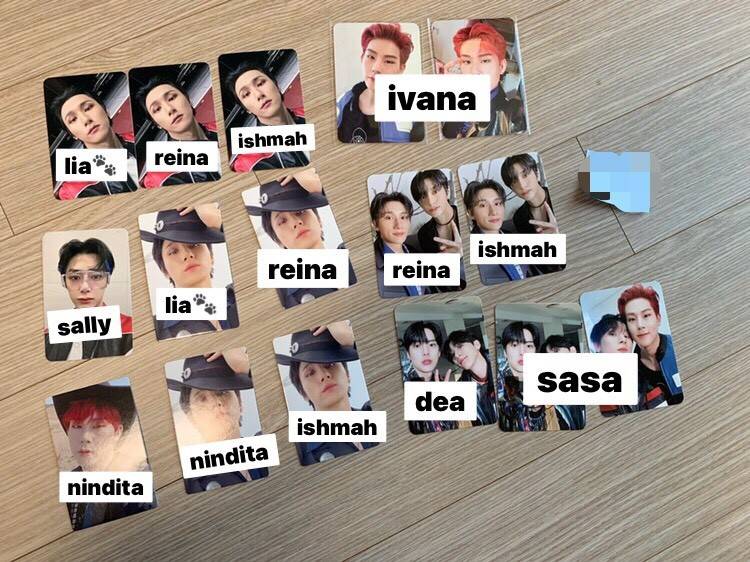 ivana
lia🐾
reina
ishmah
reina
ishmah
sally
lia🐾
reina
dea
sasa
nindita
nindita
ishmah